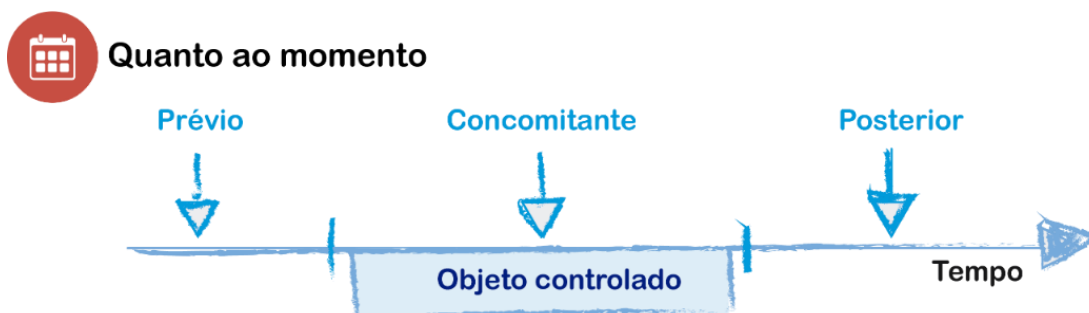 Quanto ao momento
Prévio Concomitante Posterior
Objeto controlado
Tempo